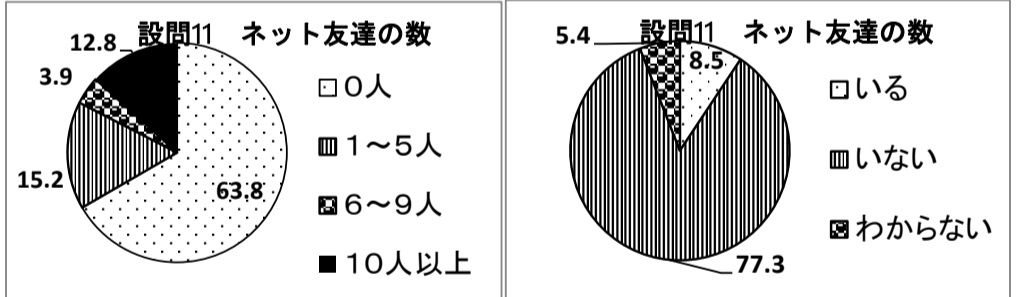 設問11　ネット友達の数
12.8
3.9
15.2
63.8
０人
１～５人
６～９人
１０人以上
設問11　ネット友達の数
5.4
8.5
77.3
いる
いない
わからない